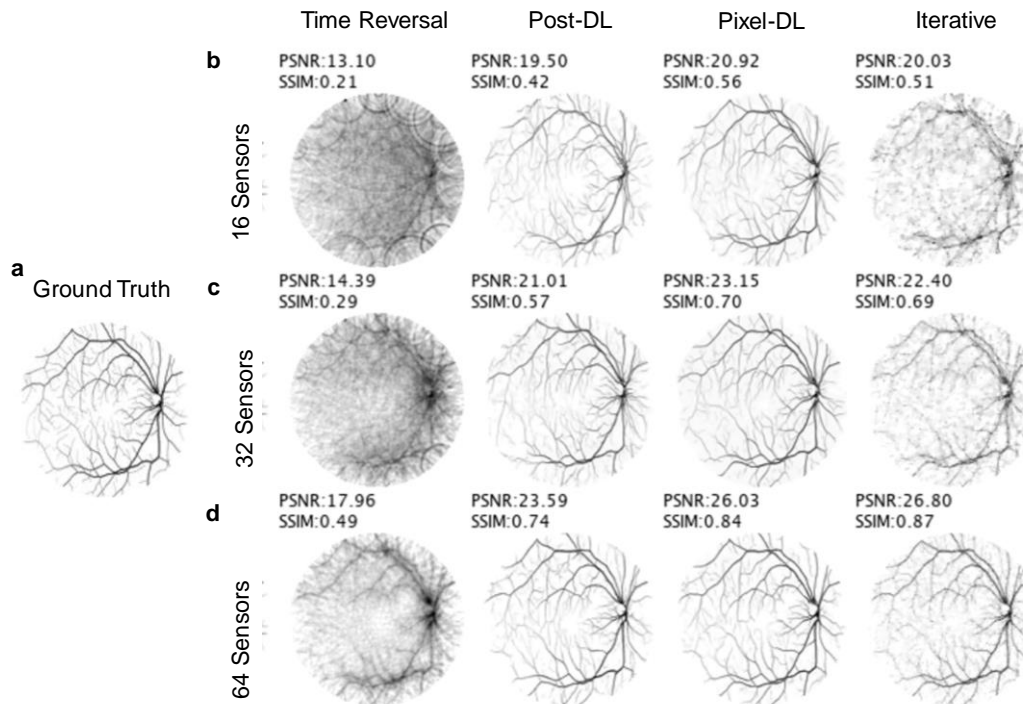 Time Reversal
Post-DL
Pixel-DL
Iterative
b
PSNR:13.10
SSIM:0.21
PSNR:19.50
SSIM:0.42
PSNR:20.92
SSIM:0.56
PSNR:20.03
SSIM:0.51
16 Sensors
a
Ground Truth
c
PSNR:14.39
SSIM:0.29
PSNR:21.01
SSIM:0.57
PSNR:23.15
SSIM:0.70
PSNR:22.40
SSIM:0.69
32 Sensors
d
PSNR:17.96
SSIM:0.49
PSNR:23.59
SSIM:0.74
PSNR:26.03
SSIM:0.84
PSNR:26.80
SSIM:0.87
64 Sensors